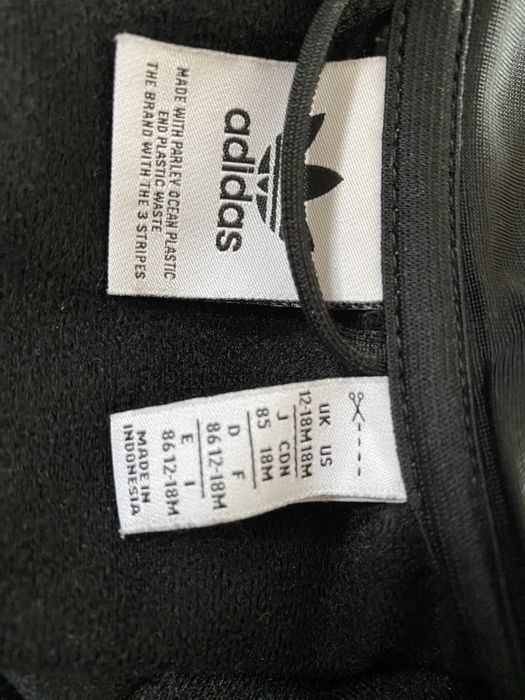 adidas
MADE WITH PARLEY OCEAN PLASTIC
END PLASTIC WASTE
THE BRAND WITH THE 3 STRIPES
UK US
12-18M 18M
J CDN
85 18M
D F
86 12-18M
E I
86 12-18M
MADE IN
INDONESIA